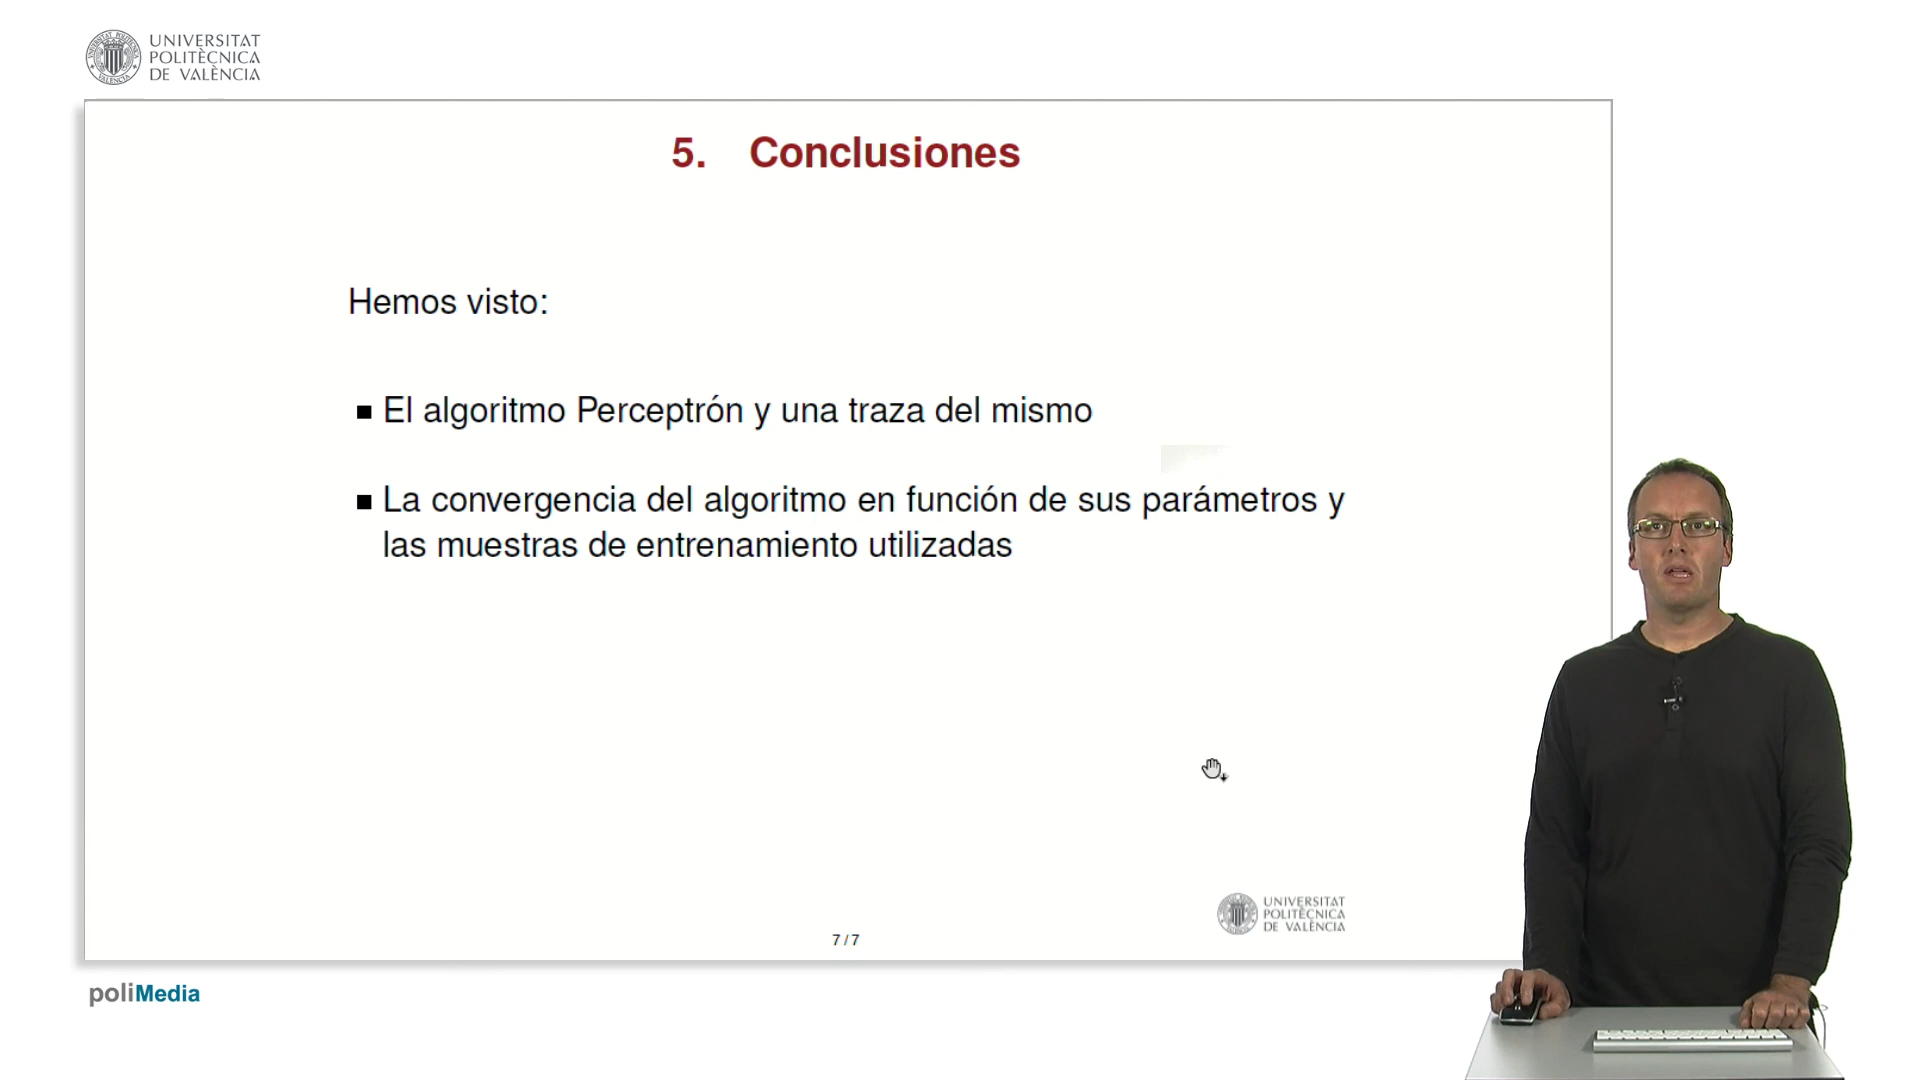 UNIVERSITAT
POLITÈCNICA
DE VALÈNCIA
5. Conclusiones
Hemos visto:
El algoritmo Perceptrón y una traza del mismo
La convergencia del algoritmo en función de sus parámetros y
las muestras de entrenamiento utilizadas
UNIVERSITAT
POLITÈCNICA
DE VALÈNCIA
7 / 7
poliMedia